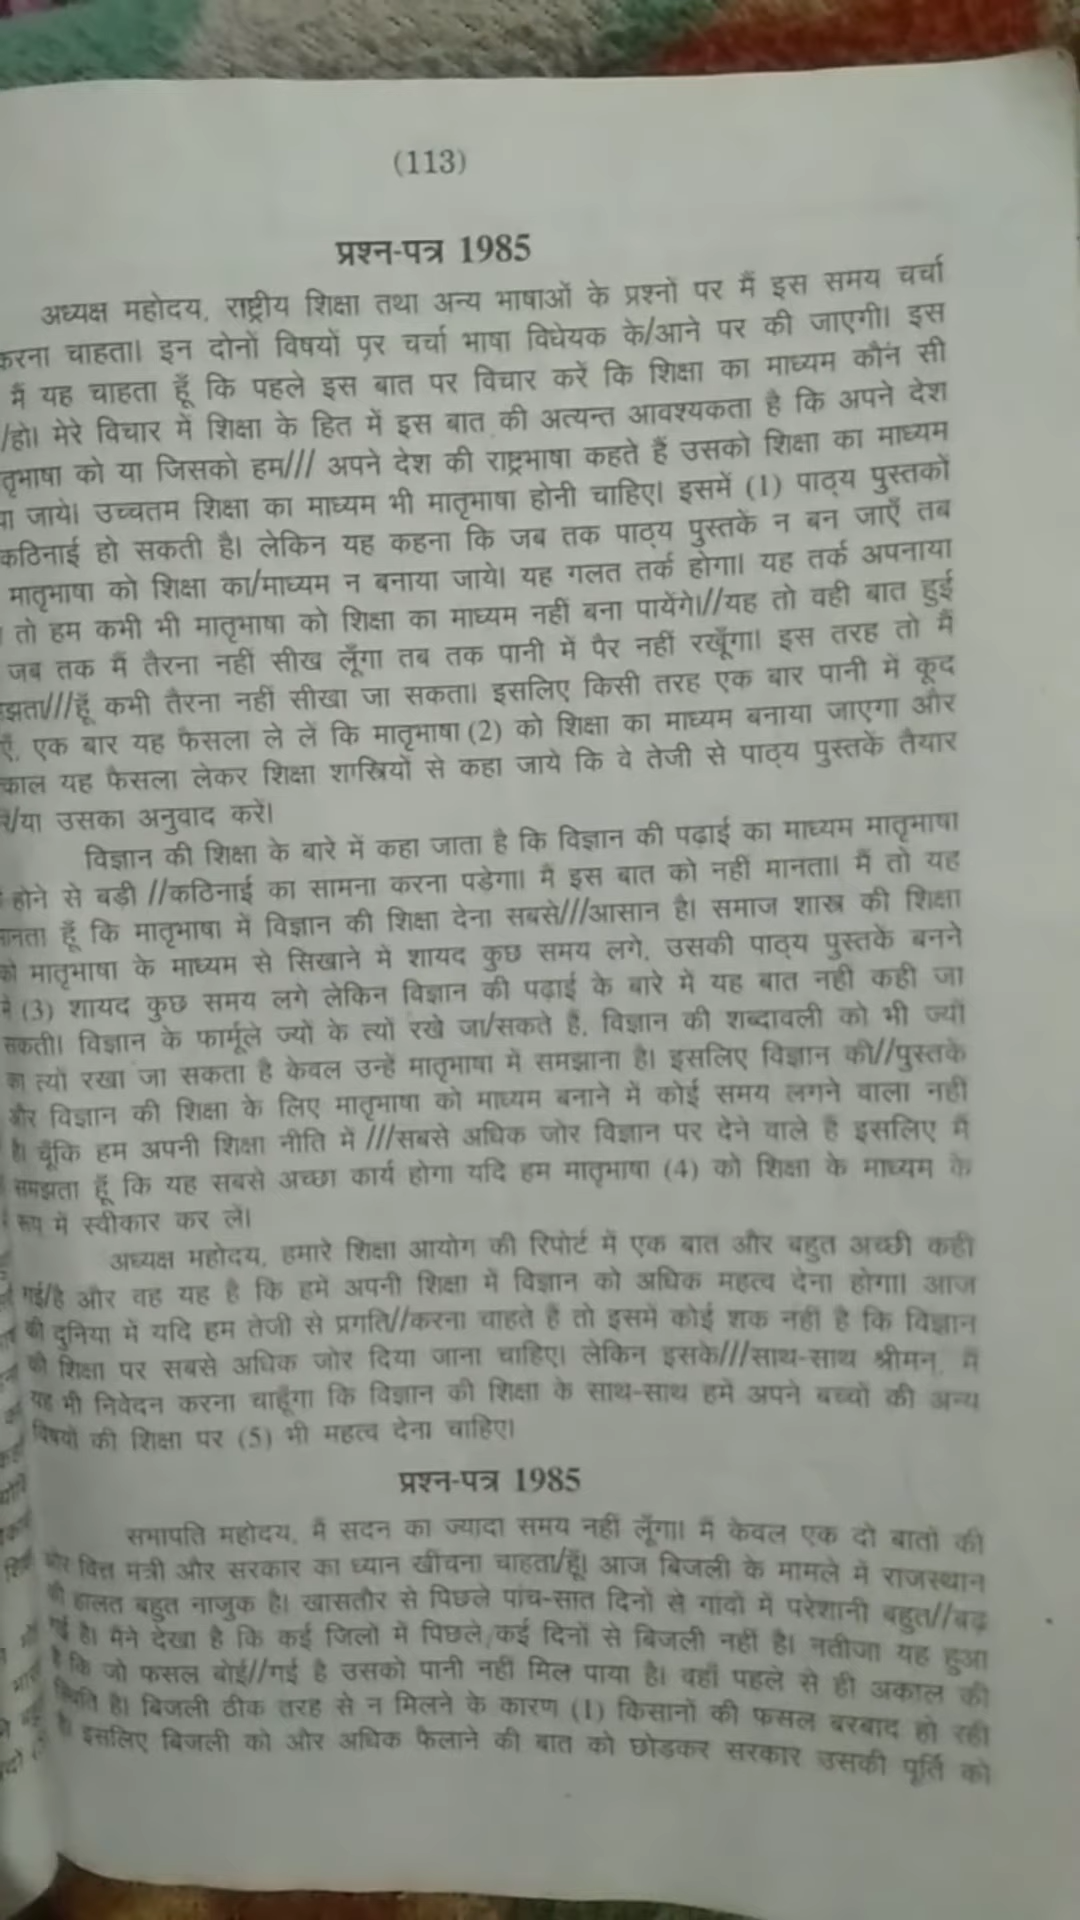 (113)
प्रश्न-पत्र 1985
अध्यक्ष महोदय, राष्ट्रीय शिक्षा तथा अन्य भाषाओं के प्रश्नों पर मैं इस समय चर्चा
करना चाहता। इन दोनों विषयों पर चर्चा भाषा विधेयक के/आने पर की जाएगी। इस
मैं यह चाहता हूँ कि पहले इस बात पर विचार करें कि शिक्षा का माध्यम कौन सी
/हो। मेरे विचार में शिक्षा के हित में इस बात की अत्यन्त आवश्यकता है कि अपने देश
तृभाषा को या जिसको हम/// अपने देश की राष्ट्रभाषा कहते हैं उसको शिक्षा का माध्यम
जाये। उच्चतम शिक्षा का माध्यम भी मातृभाषा होनी चाहिए। इसमें (1) पाठ्य पुस्तकों
कठिनाई हो सकती है। लेकिन यह कहना कि जब तक पाठ्य पुस्तकें न बन जाएँ तब
मातृभाषा को शिक्षा का/माध्यम न बनाया जाये। यह गलत तर्क होगा। यह तर्क अपनाया
तो हम कभी भी मातृभाषा को शिक्षा का माध्यम नहीं बना पायेंगे।//यह तो वही बात हुई
जब तक मैं तैरना नहीं सीख लूँगा तब तक पानी में पैर नहीं रखूँगा। इस तरह तो मैं
झता///हूँ कभी तैरना नहीं सीखा जा सकता। इसलिए किसी तरह एक बार पानी में कूद
एक बार यह फैसला ले लें कि मातृभाषा (2) को शिक्षा का माध्यम बनाया जाएगा और
काल यह फैसला लेकर शिक्षा शास्त्रियों से कहा जाये कि वे तेजी से पाठ्य पुस्तकें तैयार
/या उसका अनुवाद करें।
विज्ञान की शिक्षा के बारे में कहा जाता है कि विज्ञान की पढ़ाई का माध्यम मातृभाषा
होने से बड़ी //कठिनाई का सामना करना पडेगा। मैं इस बात को नहीं मानता। मैं तो यह
मानता हूँ कि मातृभाषा में विज्ञान की शिक्षा देना सबसे///आसान है। समाज शास्त्र की शिक्षा
को मातृभाषा के माध्यम से सिखाने में शायद कुछ समय लगे, उसकी पाठ्य पुस्तकें बनने
में (3) शायद कुछ समय लगे लेकिन विज्ञान की पढ़ाई के बारे में यह बात नहीं कही जा
सकती। विज्ञान के फार्मूले ज्यों के त्यों रखे जा/सकते हैं, विज्ञान की शब्दावली को भी ज्यों
का त्यों रखा जा सकता है केवल उन्हें मातृभाषा में समझाना है। इसलिए विज्ञान की//पुस्तकें
और विज्ञान की शिक्षा के लिए मातृभाषा को माध्यम बनाने में कोई समय लगने वाला नहीं
है। चूँकि हम अपनी शिक्षा नीति में ///सबसे अधिक जोर विज्ञान पर देने वाले हैं इसलिए मैं
समझता हूँ कि यह सबसे अच्छा कार्य होगा यदि हम मातृभाषा (4) को शिक्षा के माध्यम के
रूप में स्वीकार कर लें।
अध्यक्ष महोदय, हमारे शिक्षा आयोग की रिपोर्ट में एक बात और बहुत अच्छी कही
गई/है और वह यह है कि हमें अपनी शिक्षा में विज्ञान को अधिक महत्व देना होगा। आज
की दुनिया में यदि हम तेजी से प्रगति//करना चाहते हैं तो इसमें कोई शक नहीं है कि विज्ञान
की शिक्षा पर सबसे अधिक जोर दिया जाना चाहिए। लेकिन इसके///साथ-साथ श्रीमन्, मैं
यह भी निवेदन करना चाहूँगा कि विज्ञान की शिक्षा के साथ-साथ हमें अपने बच्चों की अन्य
विषयों की शिक्षा पर (5) भी महत्व देना चाहिए।
प्रश्न-पत्र 1985
सभापति महोदय, मैं सदन का ज्यादा समय नहीं लूँगा। मैं केवल एक दो बातों की
ओर वित्त मंत्री और सरकार का ध्यान खींचना चाहता/हूँ। आज बिजली के मामले में राजस्थान
की हालत बहुत नाजुक है। खासतौर से पिछले पांच-सात दिनों से गांवों में परेशानी बहुत//बढ़
गई है। मैंने देखा है कि कई जिलों में पिछले कई दिनों से बिजली नहीं है। नतीजा यह हुआ
है कि जो फसल बोई//गई है उसको पानी नहीं मिल पाया है। वहाँ पहले से ही अकाल की
स्थिति है। बिजली ठीक तरह से न मिलने के कारण (1) किसानों की फसल बरबाद हो रही
है। इसलिए बिजली को और अधिक फैलाने की बात को छोडकर सरकार उसकी पूर्ति को